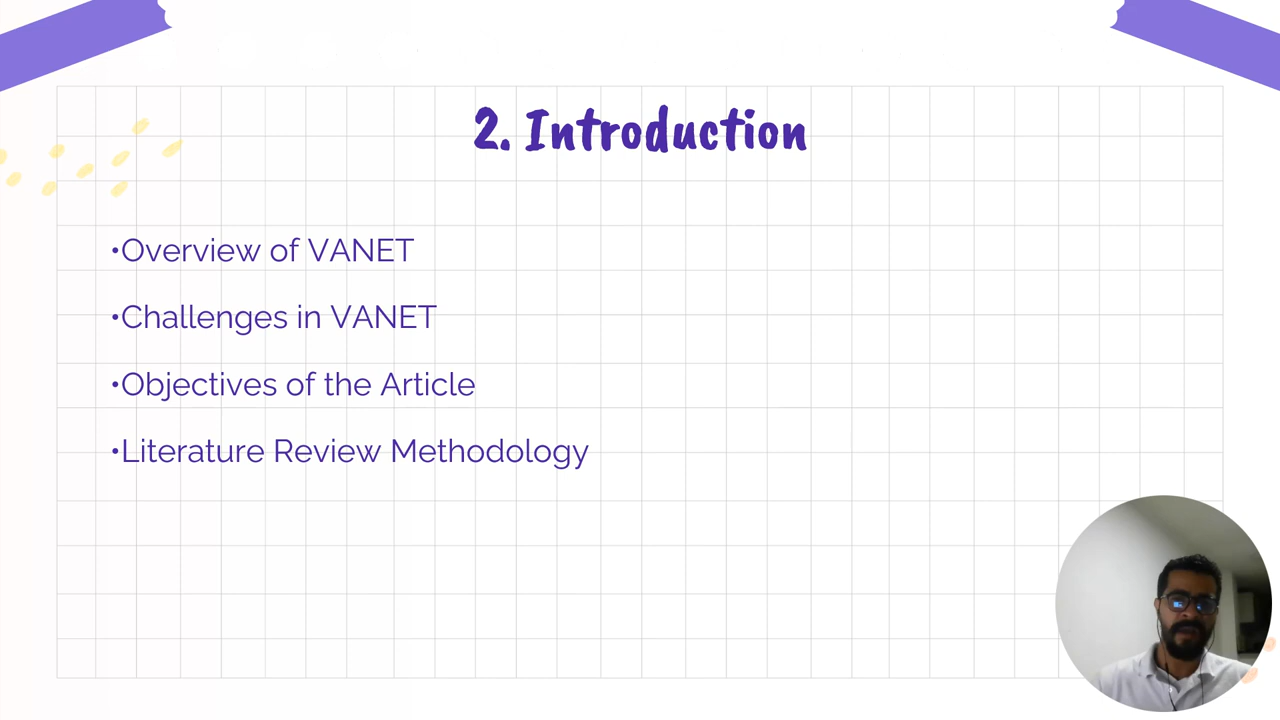 2. Introduction
•Overview of VANET
•Challenges in VANET
•Objectives of the Article
•Literature Review Methodology